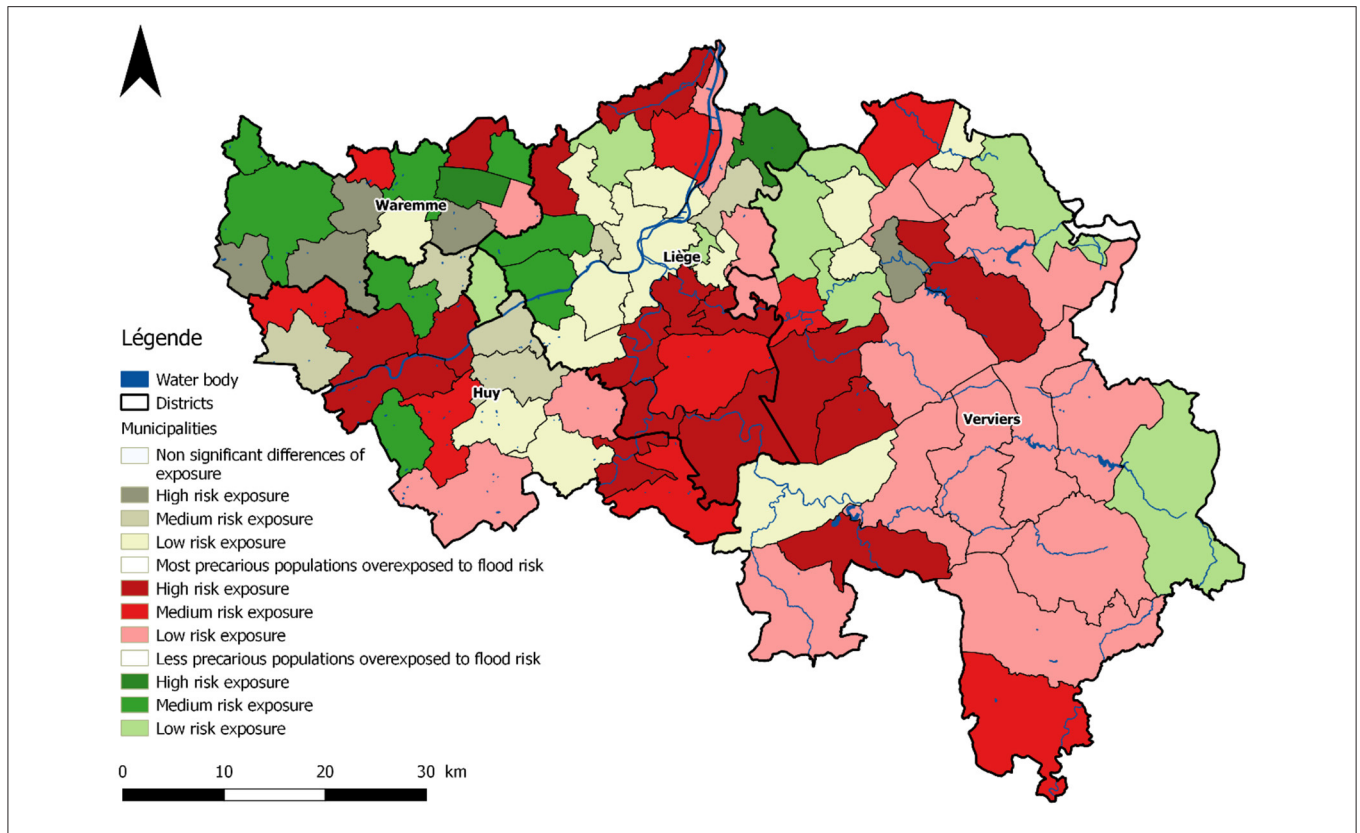 Waremme
Liège
Huy
Verviers
Légende
Water body
Districts
Municipalities
Non significant differences of
exposure
High risk exposure
Medium risk exposure
Low risk exposure
Most precarious populations overexposed to flood risk
High risk exposure
Medium risk exposure
Low risk exposure
Less precarious populations overexposed to flood risk
High risk exposure
Medium risk exposure
Low risk exposure
0 10 20 30 km